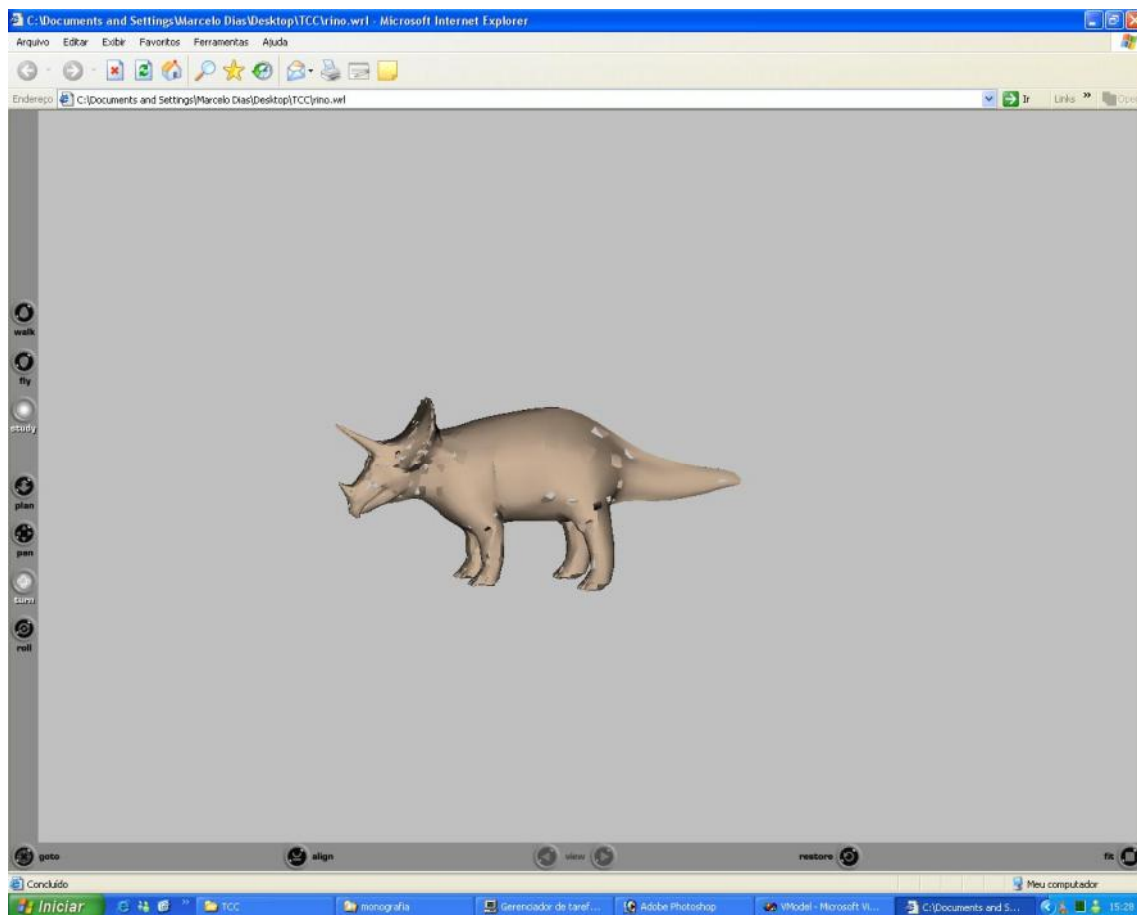 C:\Documents and Settings\Marcelo Dias\Desktop\TCC\rino.wrl - Microsoft Internet Explorer
Arquivo Editar Exibir Favoritos Ferramentas Ajuda
Endereço C:\Documents and Settings\Marcelo Dias\Desktop\TCC\rino.wrl Ir Links »
walk
fly
study
plan
pan
turn
roll
goto align view restore fit
Concluído Meu computador
Iniciar » TCC monografia Gerenciador de taref... Adobe Photoshop VModel - Microsoft Vi... C:\Documents and S... 15:28